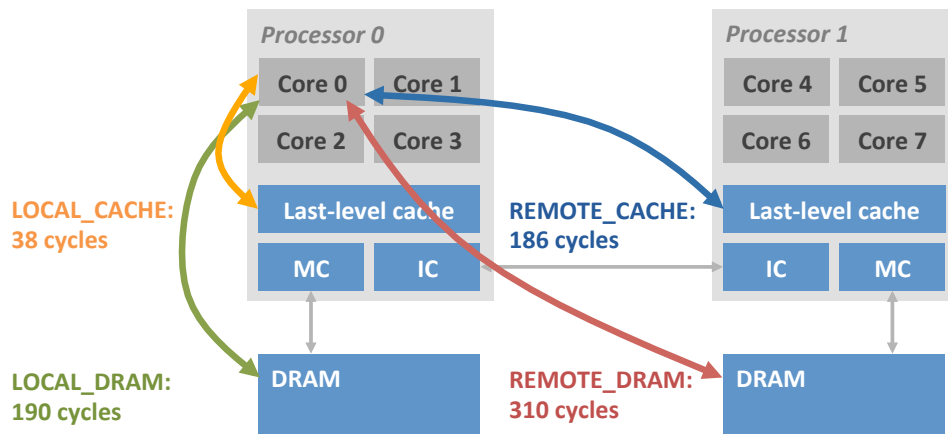 Processor 0
Core 0
Core 1
Core 2
Core 3
Last-level cache
MC
IC
DRAM
LOCAL_CACHE:
38 cycles
LOCAL_DRAM:
190 cycles
REMOTE_CACHE:
186 cycles
REMOTE_DRAM:
310 cycles
Processor 1
Core 4
Core 5
Core 6
Core 7
Last-level cache
IC
MC
DRAM